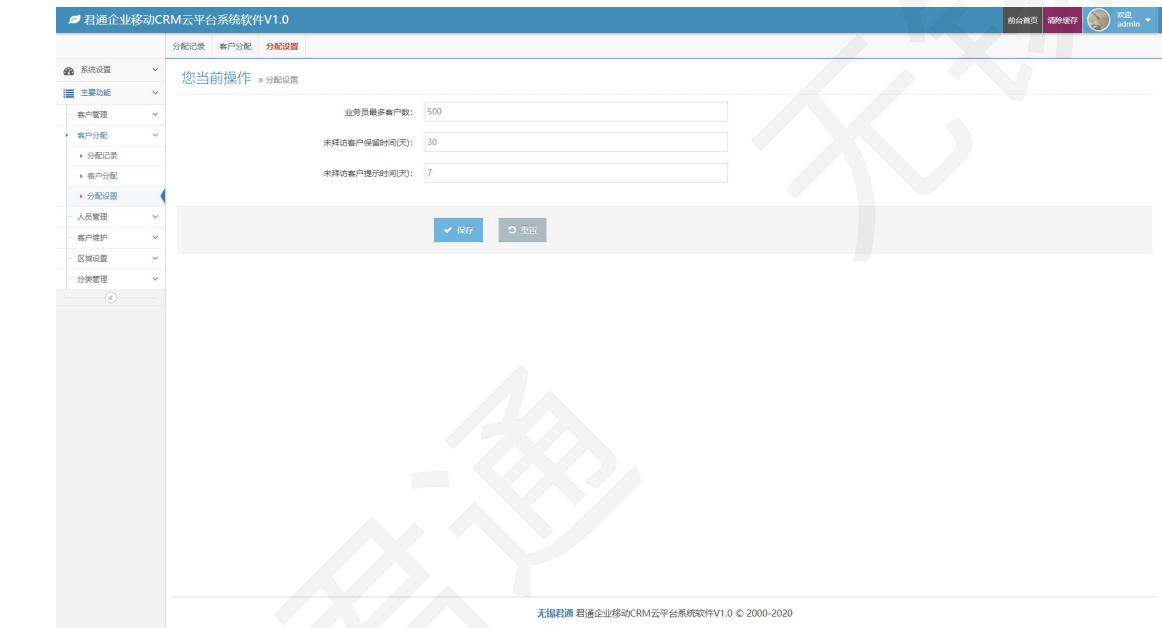 君通企业移动CRM云平台系统软件V1.0
前台首页 清除缓存 欢迎, admin
分配记录 客户分配 分配设置
系统设置
主要功能
客户管理
客户分配
分配记录
客户分配
分配设置
人员管理
客户维护
区域设置
分类管理
您当前操作 » 分配设置
业务员最多客户数: 500
未拜访客户保留时间(天): 30
未拜访客户提示时间(天): 7
保存 重置
无锡君通 君通企业移动CRM云平台系统软件V1.0 © 2000-2020
无锡
君通